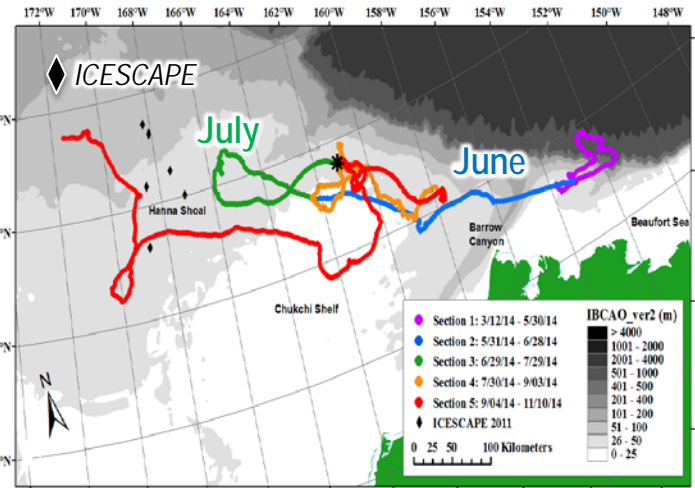 172°W 170°W 168°W 166°W 164°W 162°W 160°W 158°W 156°W 154°W 152°W 150°W 148°W
ICESCAPE
July
June
Hanna Shoal
Barrow
Canyon
Beaufort Sea
Chukchi Shelf
N
Section 1: 3/12/14 - 5/30/14
Section 2: 5/31/14 - 6/28/14
Section 3: 6/29/14 - 7/29/14
Section 4: 7/30/14 - 9/03/14
Section 5: 9/04/14 - 11/10/14
ICESCAPE 2011
0 25 50 100 Kilometers
IBCAO_ver2 (m)
> 4000
1001 - 2000
2001 - 4000
501 - 1000
401 - 500
201 - 400
101 - 200
51 - 100
26 - 50
0 - 25